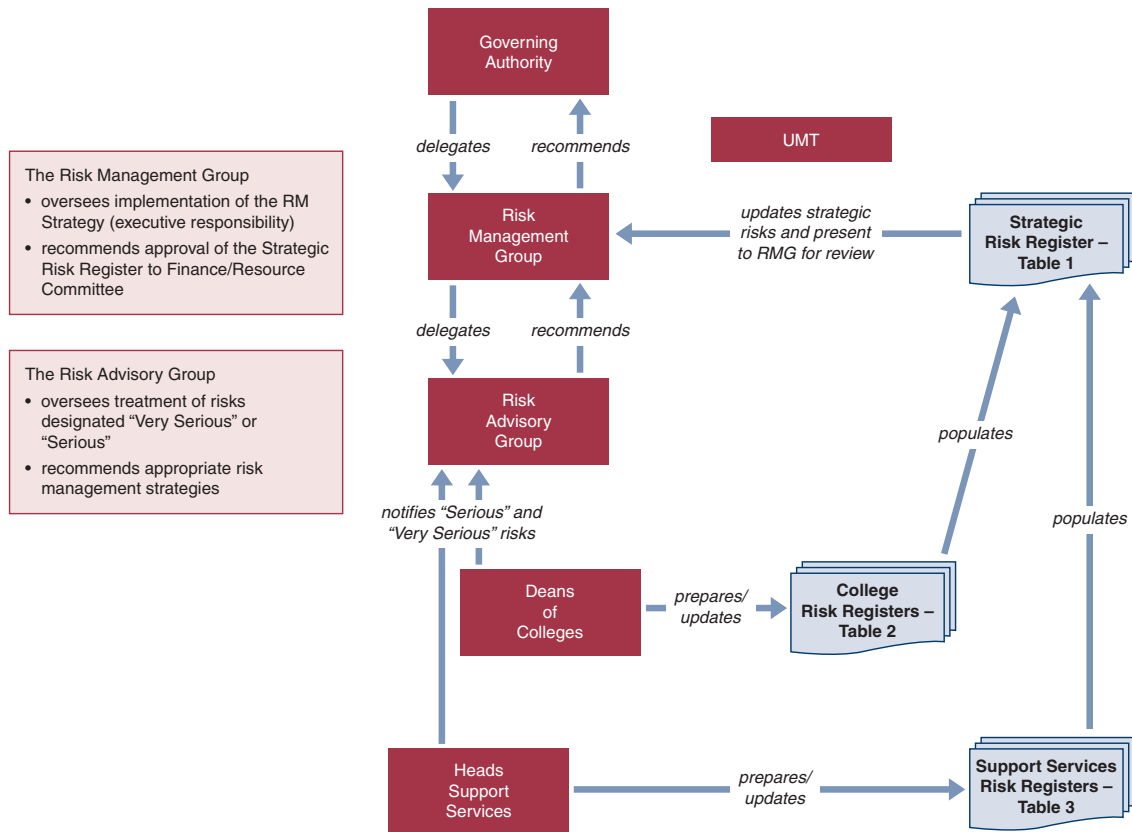 Governing
Authority
delegates
recommends
UMT
The Risk Management Group
• oversees implementation of the RM
Strategy (executive responsibility)
• recommends approval of the Strategic
Risk Register to Finance/Resource
Committee
Risk
Management
Group
updates strategic
risks and present
to RMG for review
Strategic
Risk Register –
Table 1
delegates
recommends
The Risk Advisory Group
• oversees treatment of risks
designated “Very Serious” or
“Serious”
• recommends appropriate risk
management strategies
Risk
Advisory
Group
populates
notifies “Serious” and
“Very Serious” risks
populates
Deans
of
Colleges
prepares/
updates
College
Risk Registers –
Table 2
Heads
Support
Services
prepares/
updates
Support Services
Risk Registers –
Table 3